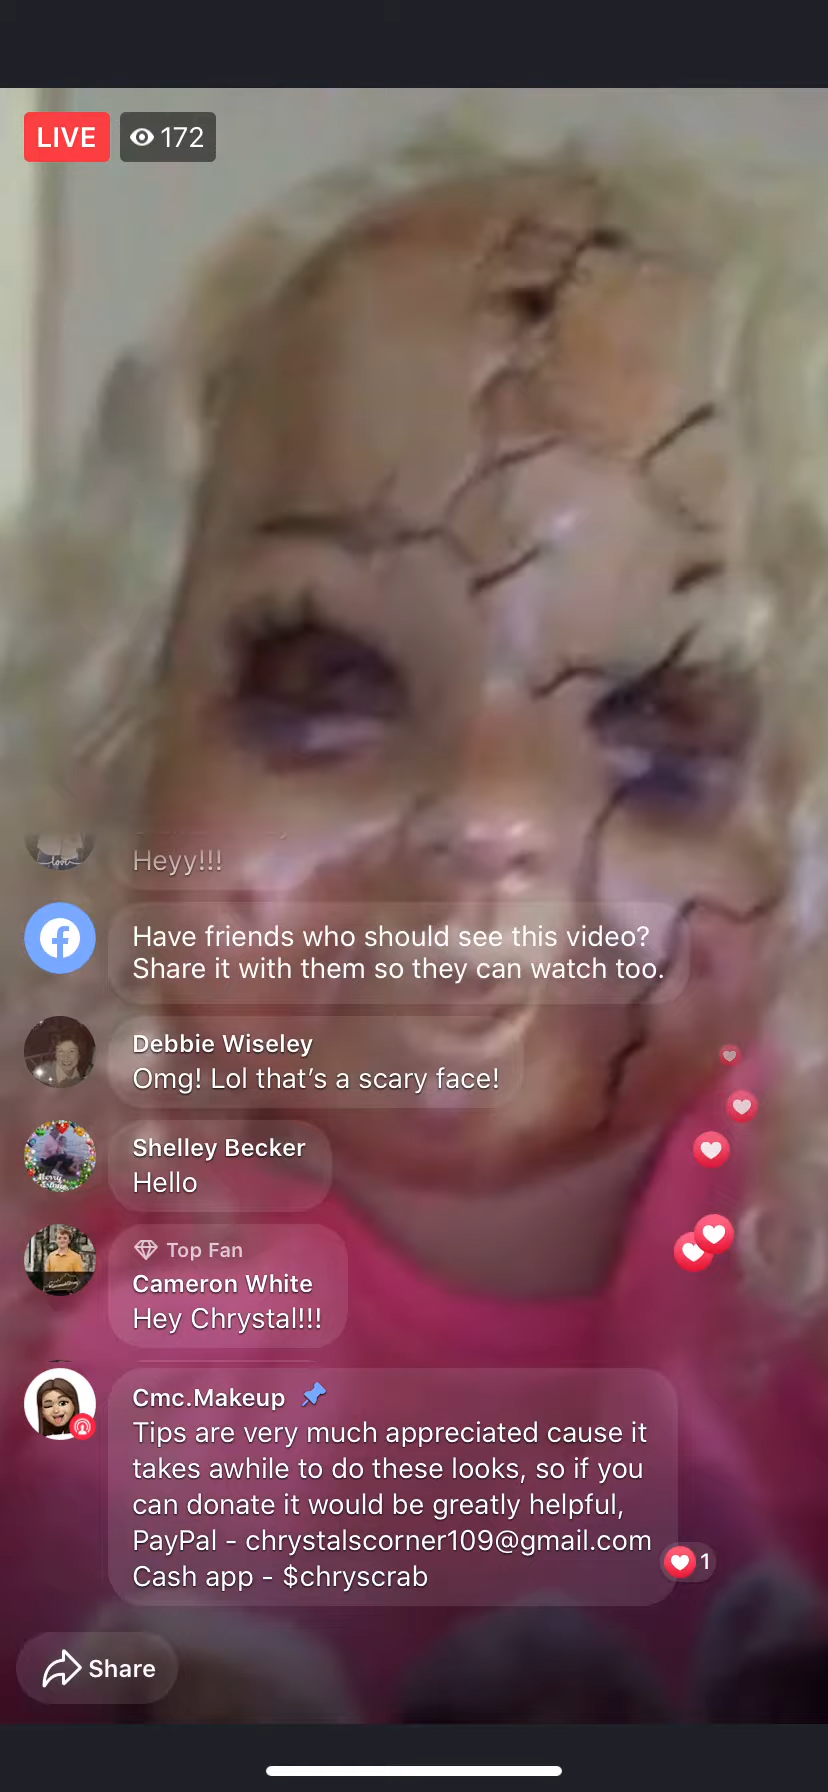 LIVE 172
Heyy!!!
Have friends who should see this video?
Share it with them so they can watch too.
Debbie Wiseley
Omg! Lol that's a scary face!
Shelley Becker
Hello
Top Fan
Cameron White
Hey Chrystal!!!
Cmc.Makeup
Tips are very much appreciated cause it
takes awhile to do these looks, so if you
can donate it would be greatly helpful,
PayPal - chrystalscorner109@gmail.com
Cash app - $chryscrab
1
Share